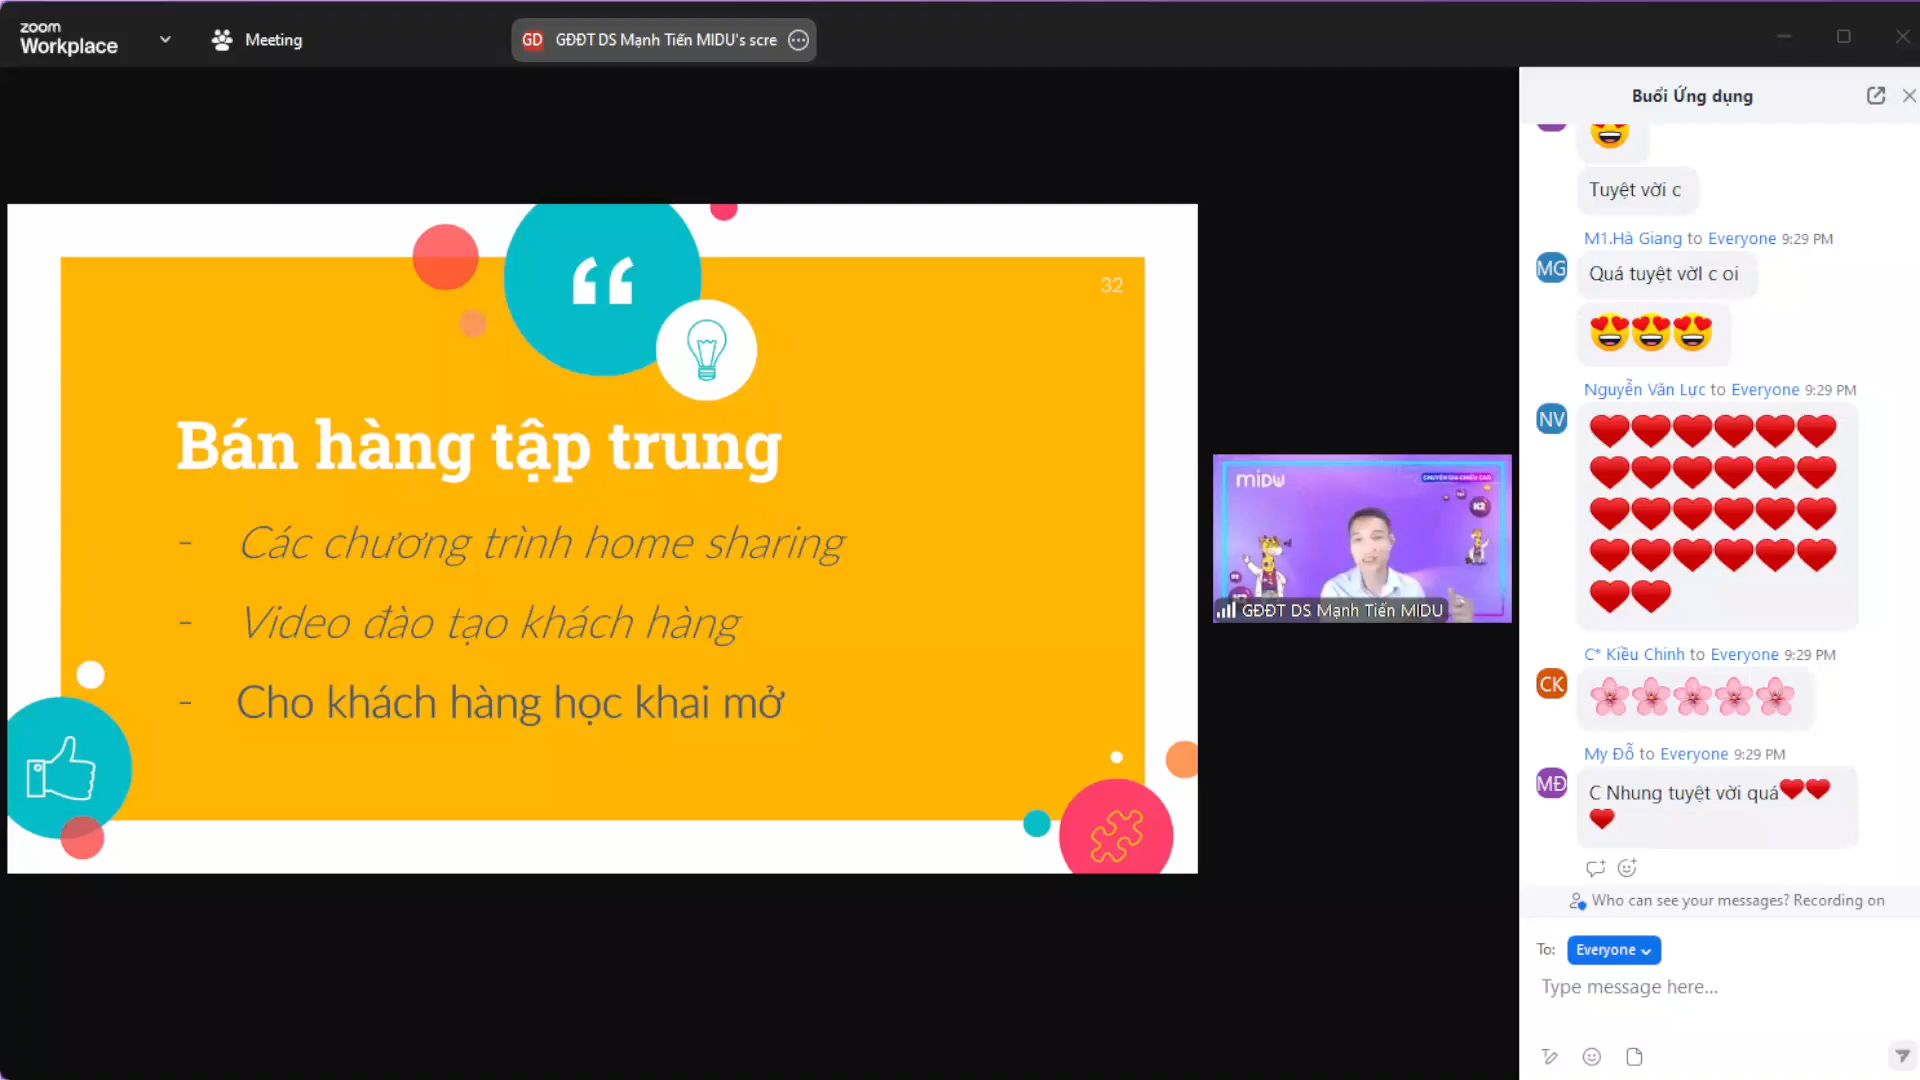 zoom
Workplace
Meeting
GD GĐĐT DS Mạnh Tiến MIDU's scre
32
Bán hàng tập trung
- Các chương trình home sharing
- Video đào tạo khách hàng
- Cho khách hàng học khai mở
MIDU
CHUYÊN GIA CHIỀU CAO
K2
GĐĐT DS Mạnh Tiến MIDU
Buổi Ứng dụng
Tuyệt vời c
M1.Hà Giang to Everyone 9:29 PM
MG
Quá tuyệt vờI c oi
Nguyễn Văn Lực to Everyone 9:29 PM
NV
C* Kiều Chinh to Everyone 9:29 PM
CK
My Đỗ to Everyone 9:29 PM
MĐ
C Nhung tuyệt vời quá
Who can see your messages? Recording on
To: Everyone
Type message here...